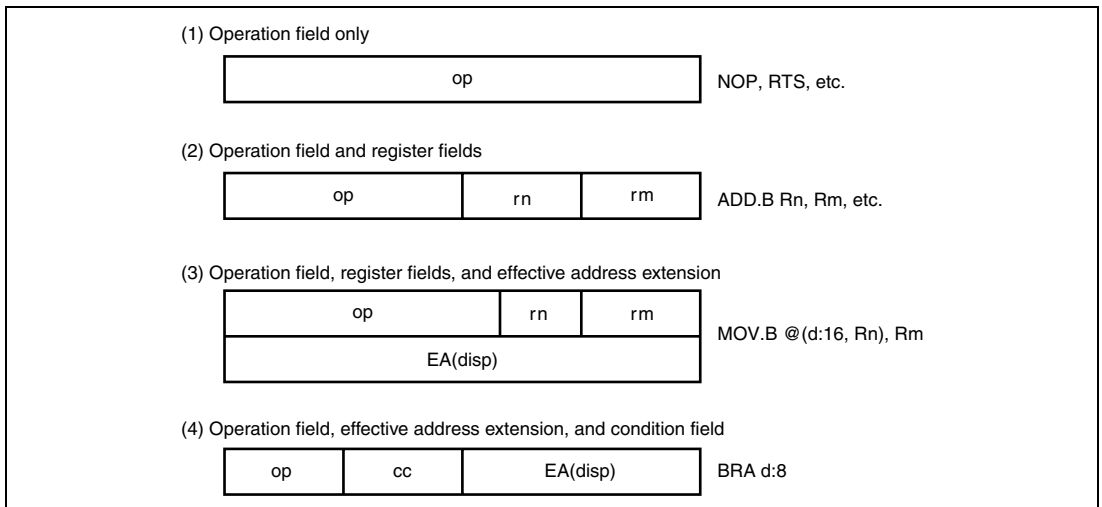 (1) Operation field only
op
NOP, RTS, etc.
(2) Operation field and register fields
op rn rm
ADD.B Rn, Rm, etc.
(3) Operation field, register fields, and effective address extension
op rn rm
EA(disp)
MOV.B @(d:16, Rn), Rm
(4) Operation field, effective address extension, and condition field
op cc EA(disp)
BRA d:8